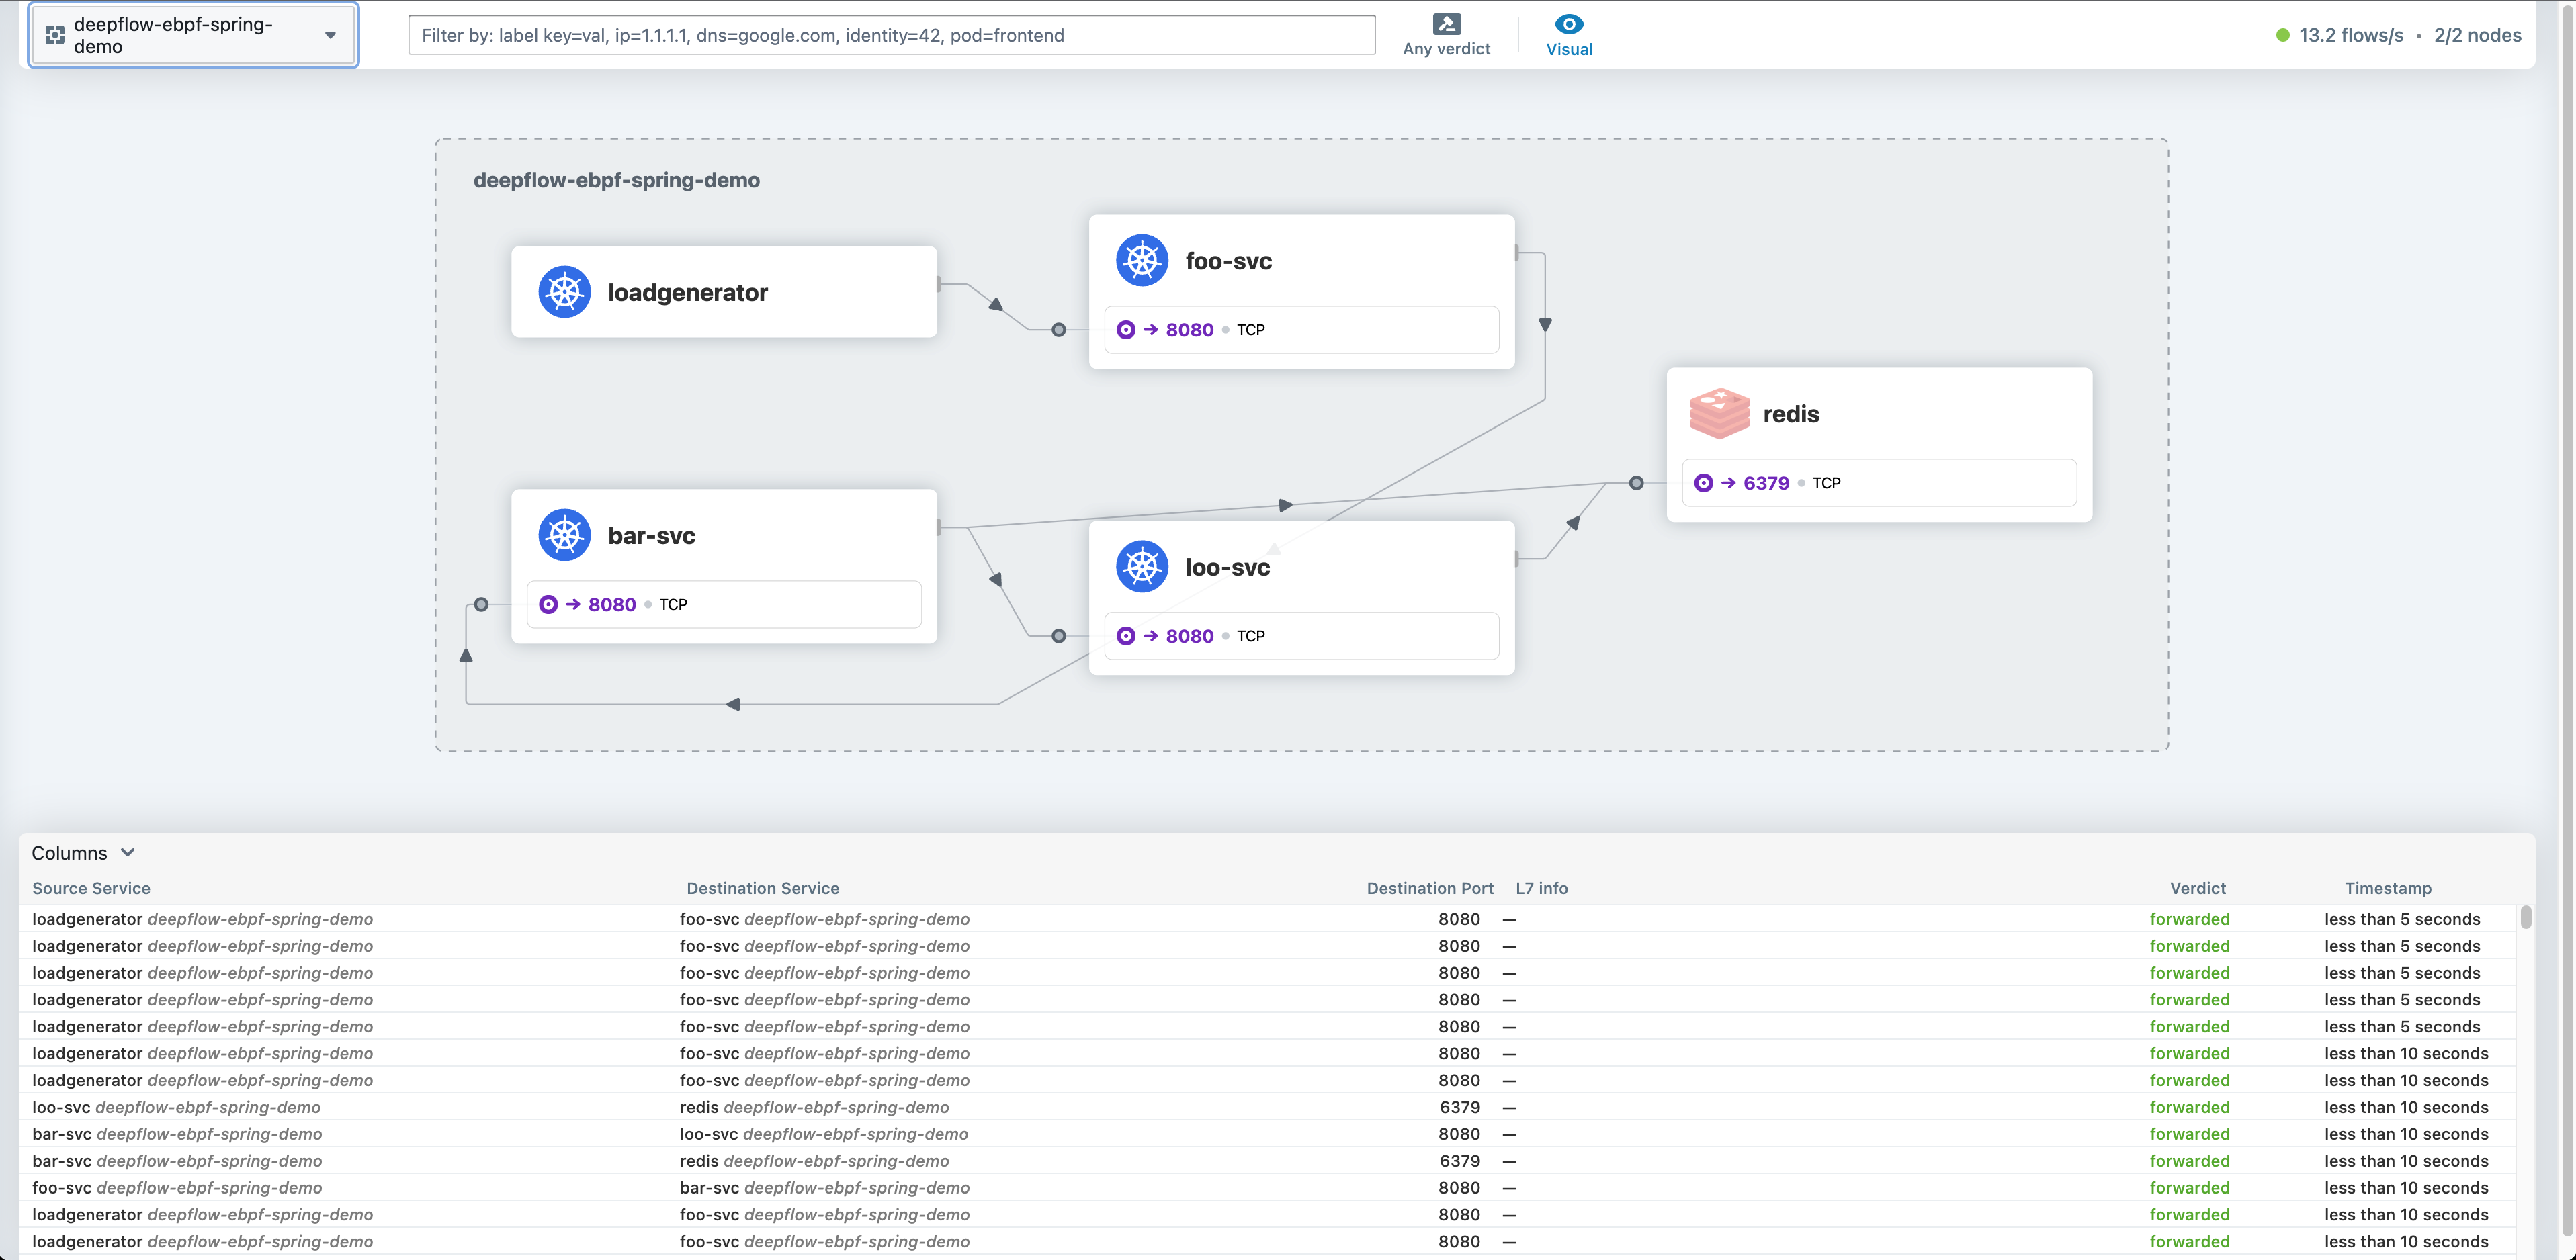 deepflow-ebpf-spring-
demo
Filter by: label key=val, ip=1.1.1.1, dns=google.com, identity=42, pod=frontend
Any verdict
Visual
13.2 flows/s • 2/2 nodes
deepflow-ebpf-spring-demo
loadgenerator
foo-svc
→ 8080 • TCP
redis
→ 6379 • TCP
bar-svc
→ 8080 • TCP
loo-svc
→ 8080 • TCP
Columns
Source Service Destination Service Destination Port L7 info Verdict Timestamp
loadgenerator deepflow-ebpf-spring-demo foo-svc deepflow-ebpf-spring-demo 8080 — forwarded less than 5 seconds
loadgenerator deepflow-ebpf-spring-demo foo-svc deepflow-ebpf-spring-demo 8080 — forwarded less than 5 seconds
loadgenerator deepflow-ebpf-spring-demo foo-svc deepflow-ebpf-spring-demo 8080 — forwarded less than 5 seconds
loadgenerator deepflow-ebpf-spring-demo foo-svc deepflow-ebpf-spring-demo 8080 — forwarded less than 5 seconds
loadgenerator deepflow-ebpf-spring-demo foo-svc deepflow-ebpf-spring-demo 8080 — forwarded less than 5 seconds
loadgenerator deepflow-ebpf-spring-demo foo-svc deepflow-ebpf-spring-demo 8080 — forwarded less than 10 seconds
loadgenerator deepflow-ebpf-spring-demo foo-svc deepflow-ebpf-spring-demo 8080 — forwarded less than 10 seconds
loo-svc deepflow-ebpf-spring-demo redis deepflow-ebpf-spring-demo 6379 — forwarded less than 10 seconds
bar-svc deepflow-ebpf-spring-demo loo-svc deepflow-ebpf-spring-demo 8080 — forwarded less than 10 seconds
bar-svc deepflow-ebpf-spring-demo redis deepflow-ebpf-spring-demo 6379 — forwarded less than 10 seconds
foo-svc deepflow-ebpf-spring-demo bar-svc deepflow-ebpf-spring-demo 8080 — forwarded less than 10 seconds
loadgenerator deepflow-ebpf-spring-demo foo-svc deepflow-ebpf-spring-demo 8080 — forwarded less than 10 seconds
loadgenerator deepflow-ebpf-spring-demo foo-svc deepflow-ebpf-spring-demo 8080 — forwarded less than 10 seconds